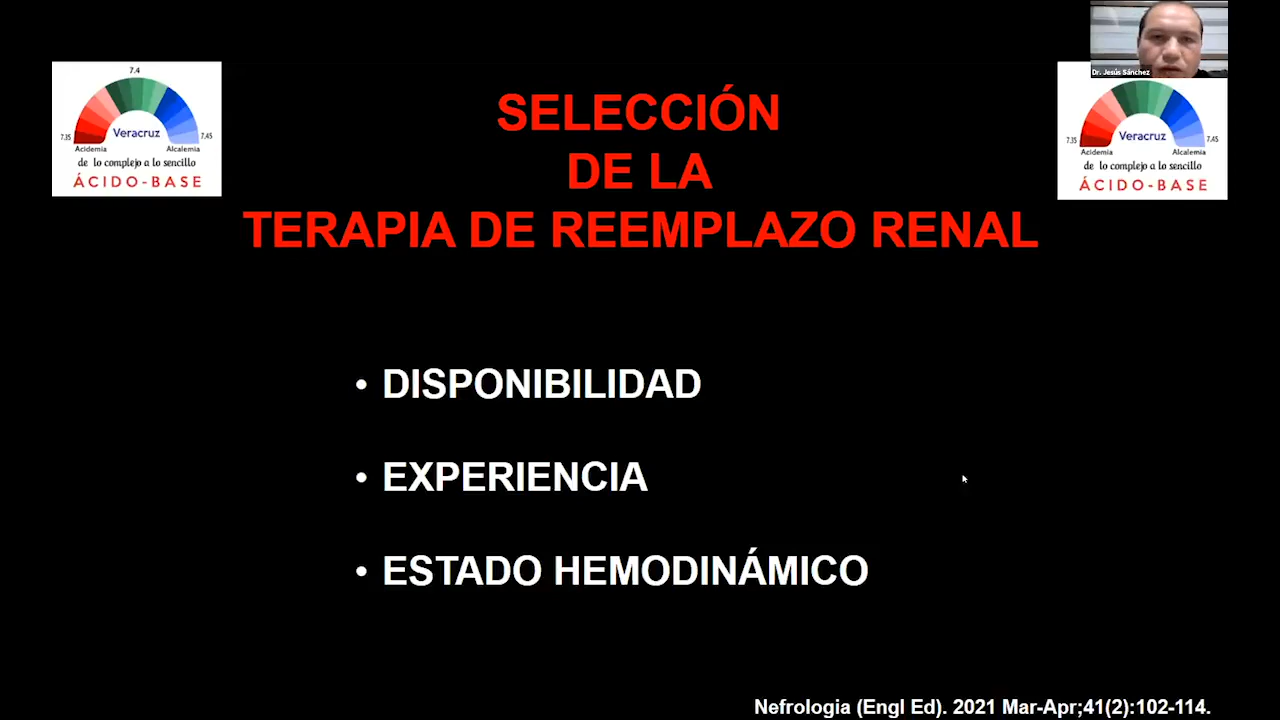 7.4
7.35
Veracruz
7.45
Acidemia
Alcalemia
de lo complejo a lo sencillo
ÁCIDO-BASE
SELECCIÓN
DE LA
TERAPIA DE REEMPLAZO RENAL
Dr. Jesús Sánchez
7.35
Veracruz
7.45
Acidemia
Alcalemia
de lo complejo a lo sencillo
ÁCIDO-BASE
• DISPONIBILIDAD
• EXPERIENCIA
• ESTADO HEMODINÁMICO
Nefrologia (Engl Ed). 2021 Mar-Apr;41(2):102-114.